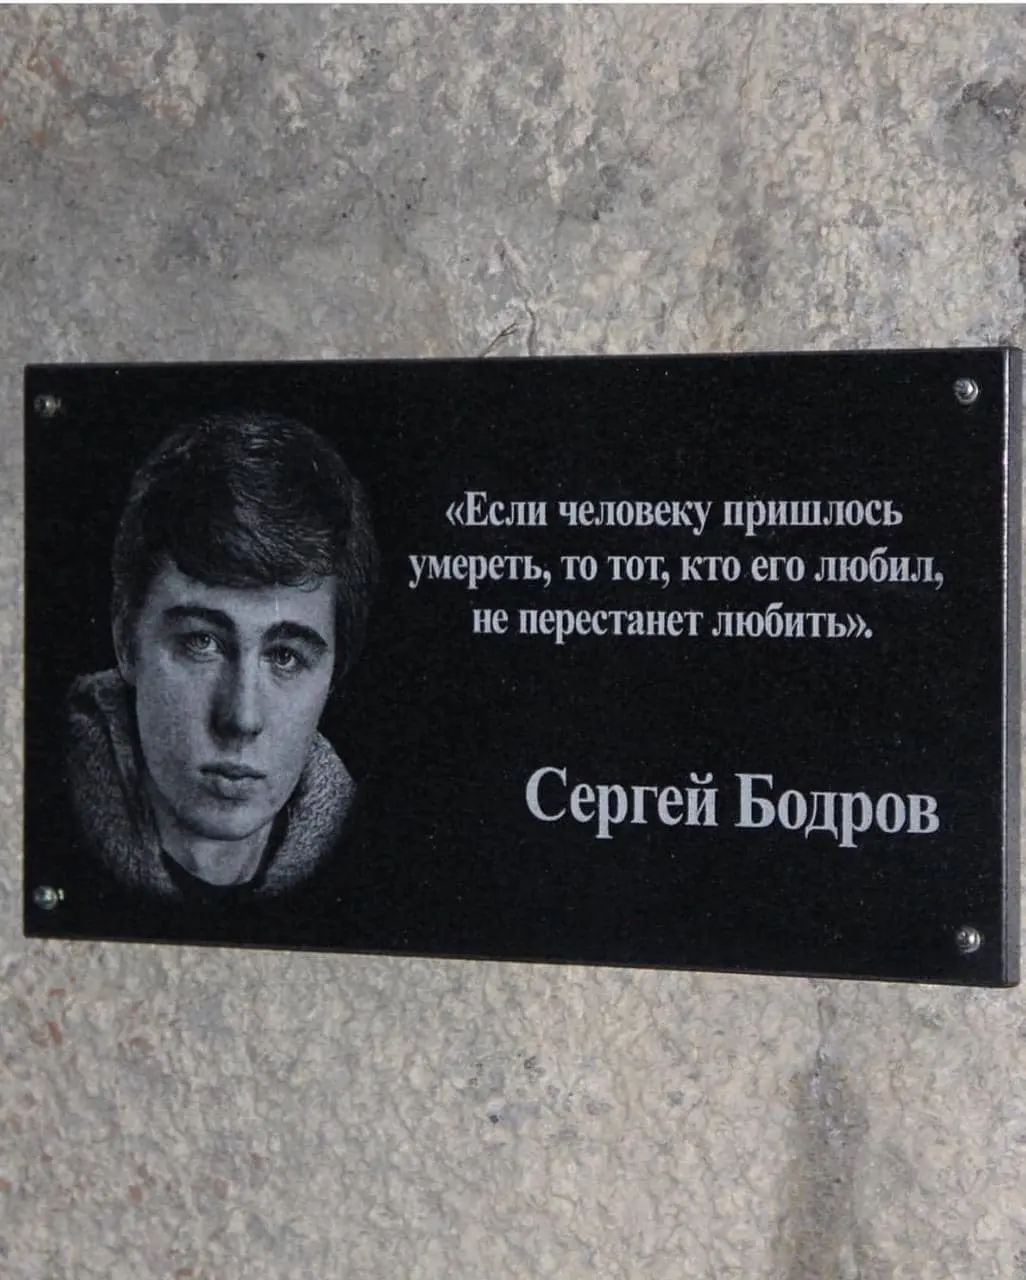 «Если человеку пришлось
умереть, то тот, кто его любил,
не перестанет любить».
Сергей Бодров